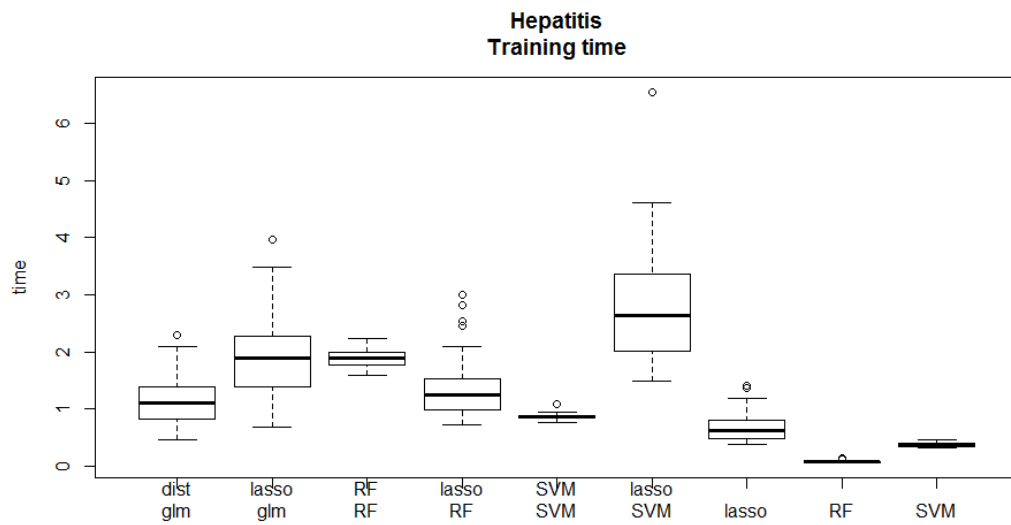 Hepatitis
Training time
time
6
5
4
3
2
1
0
dist lasso RF lasso SVM lasso
glm glm RF RF SVM SVM lasso RF SVM